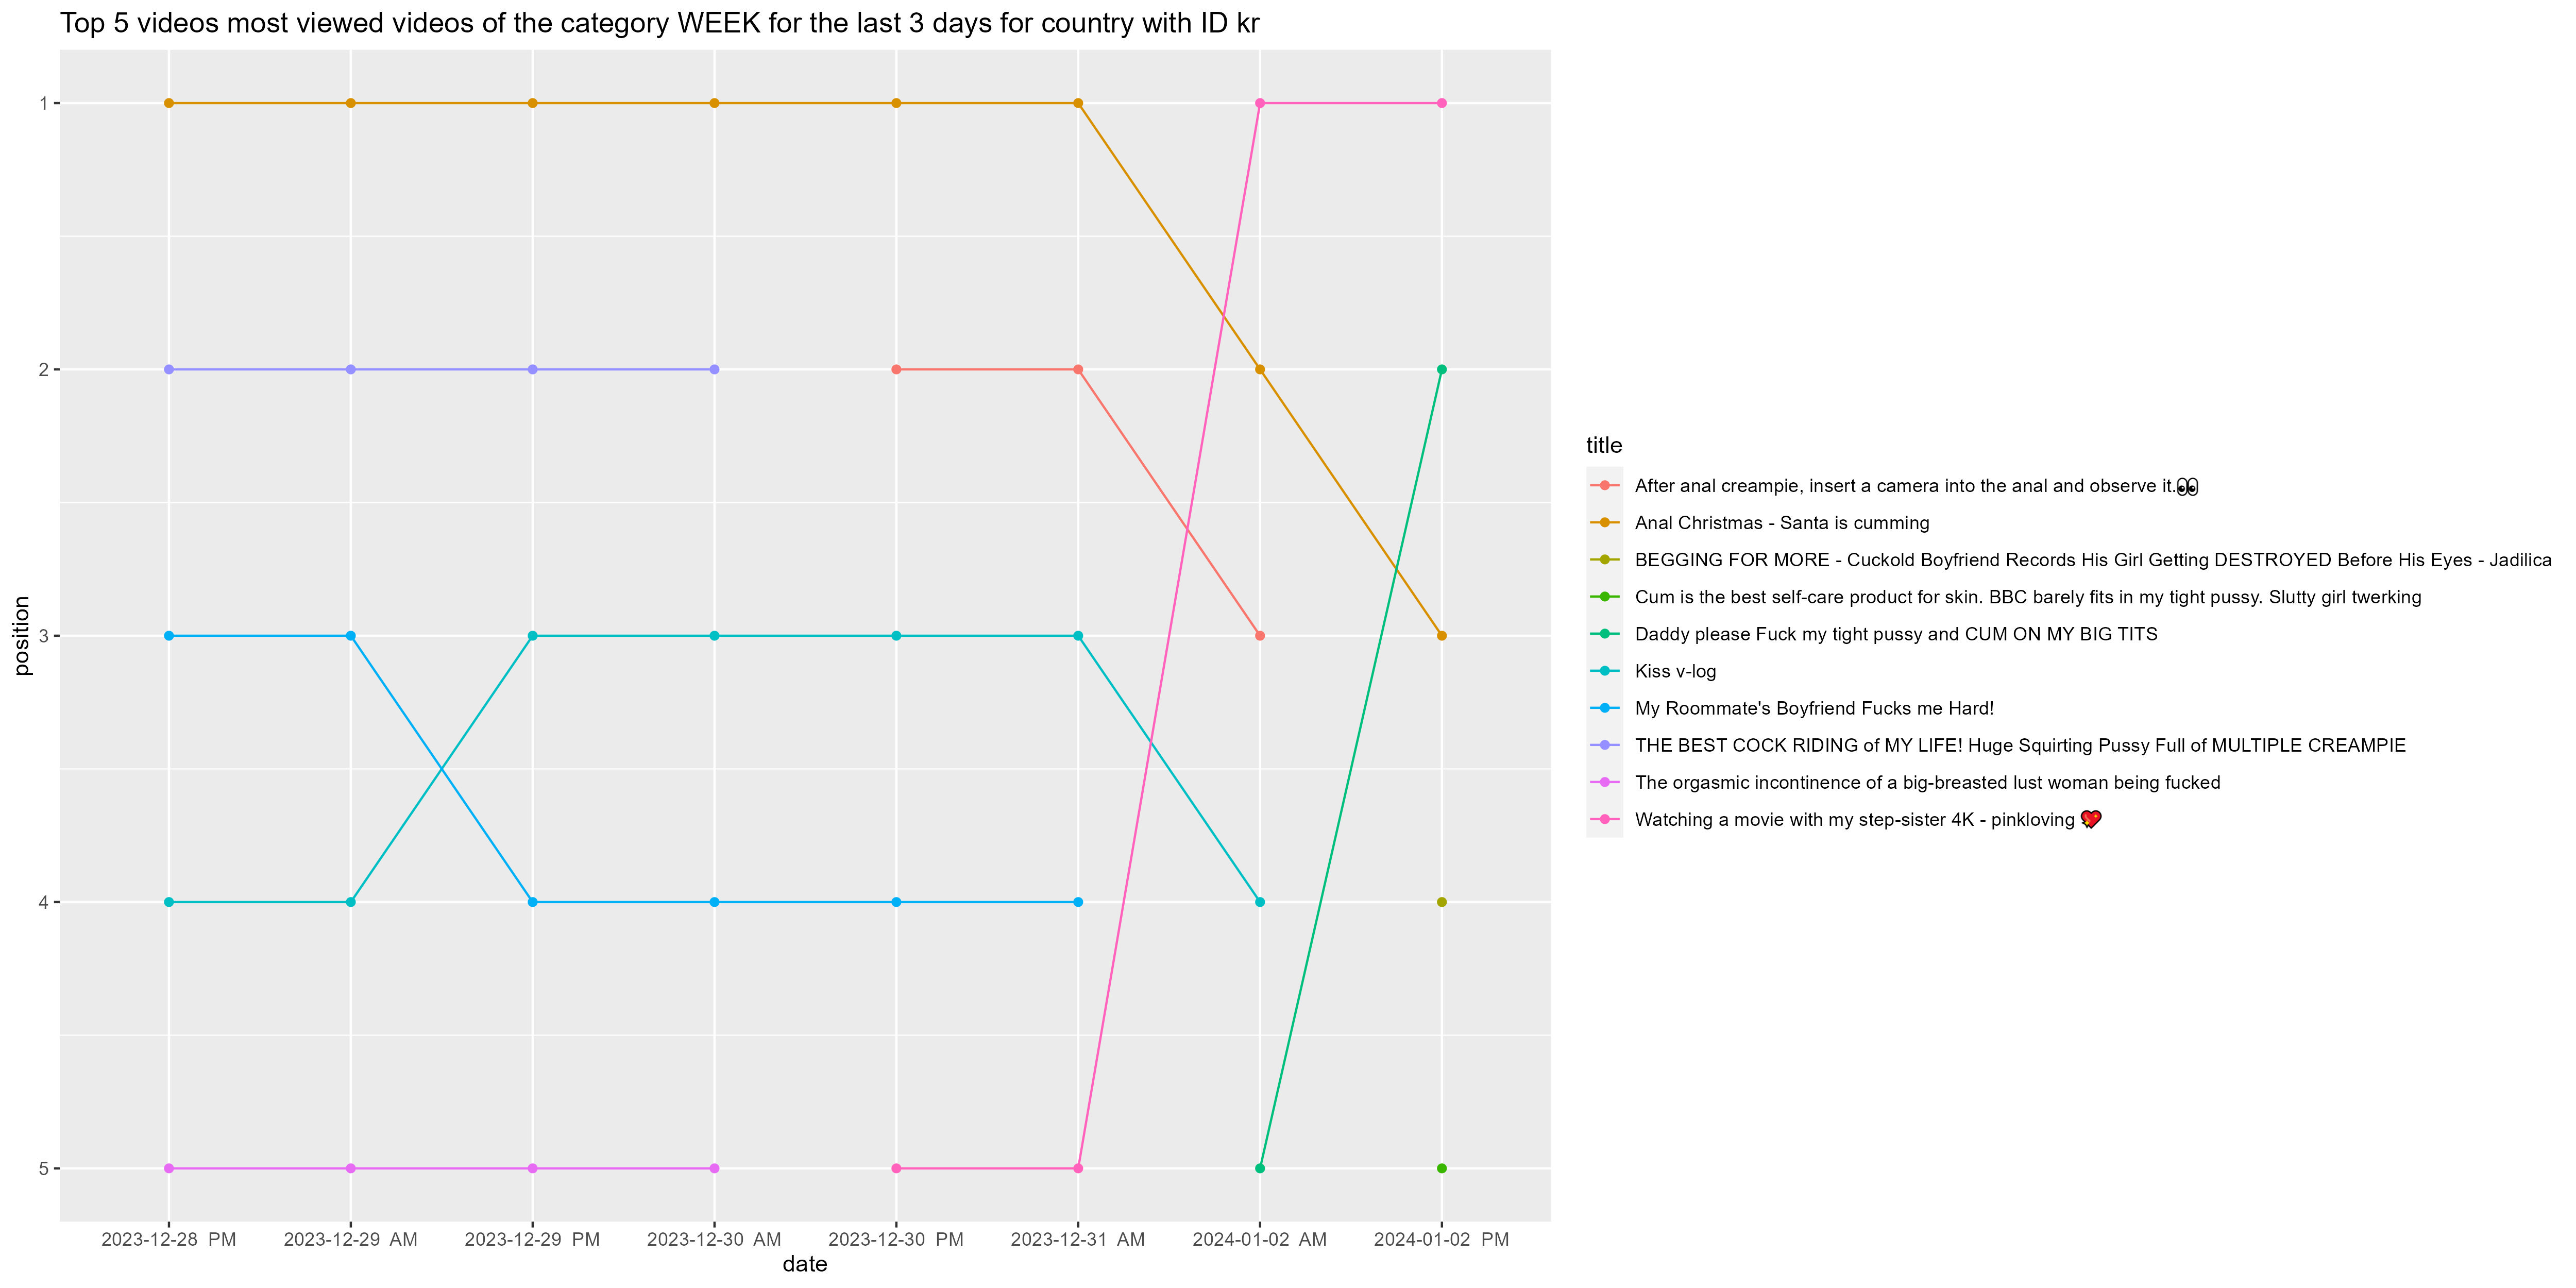 Top 5 videos most viewed videos of the category WEEK for the last 3 days for country with ID kr
1
2
3
4
5
position
2023-12-28 PM
2023-12-29 AM
2023-12-29 PM
2023-12-30 AM
2023-12-30 PM
2023-12-31 AM
2024-01-02 AM
2024-01-02 PM
date
title
After anal creampie, insert a camera into the anal and observe it.👀
Anal Christmas - Santa is cumming
BEGGING FOR MORE - Cuckold Boyfriend Records His Girl Getting DESTROYED Before His Eyes - Jadilica
Cum is the best self-care product for skin. BBC barely fits in my tight pussy. Slutty girl twerking
Daddy please Fuck my tight pussy and CUM ON MY BIG TITS
Kiss v-log
My Roommate's Boyfriend Fucks me Hard!
THE BEST COCK RIDING of MY LIFE! Huge Squirting Pussy Full of MULTIPLE CREAMPIE
The orgasmic incontinence of a big-breasted lust woman being fucked
Watching a movie with my step-sister 4K - pinkloving 💖